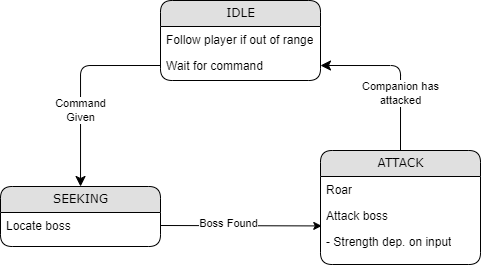 IDLE
Follow player if out of range
Wait for command
Command
Given
Companion has
attacked
SEEKING
Locate boss
Boss Found
ATTACK
Roar
Attack boss
- Strength dep. on input